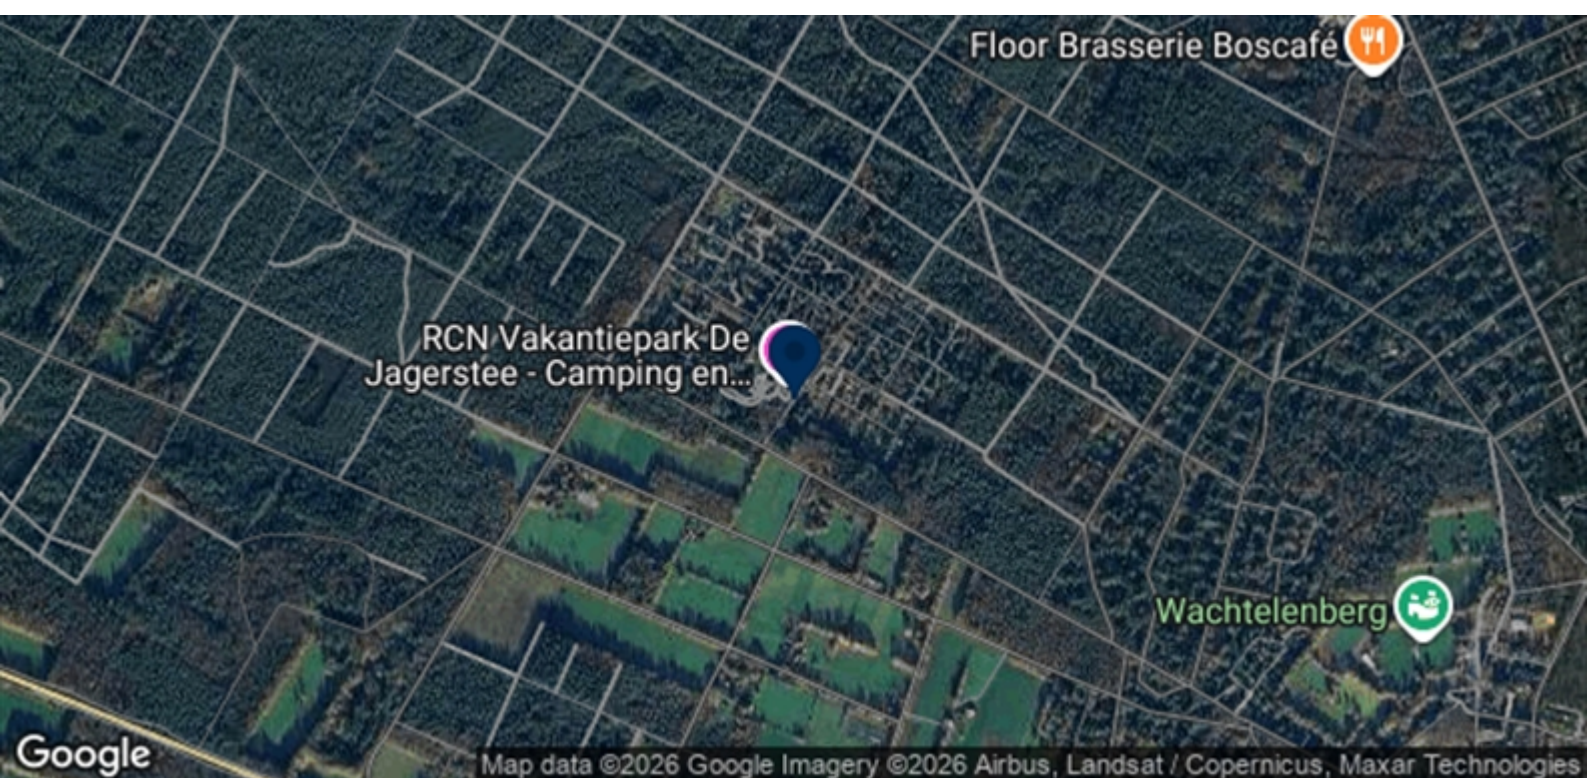 Floor Brasserie Boscafé
RCN Vakantiepark De
Jagerstee - Camping en...
Wachtelenberg
Google
Map data ©2026 Google Imagery ©2026 Airbus, Landsat / Copernicus, Maxar Technologies